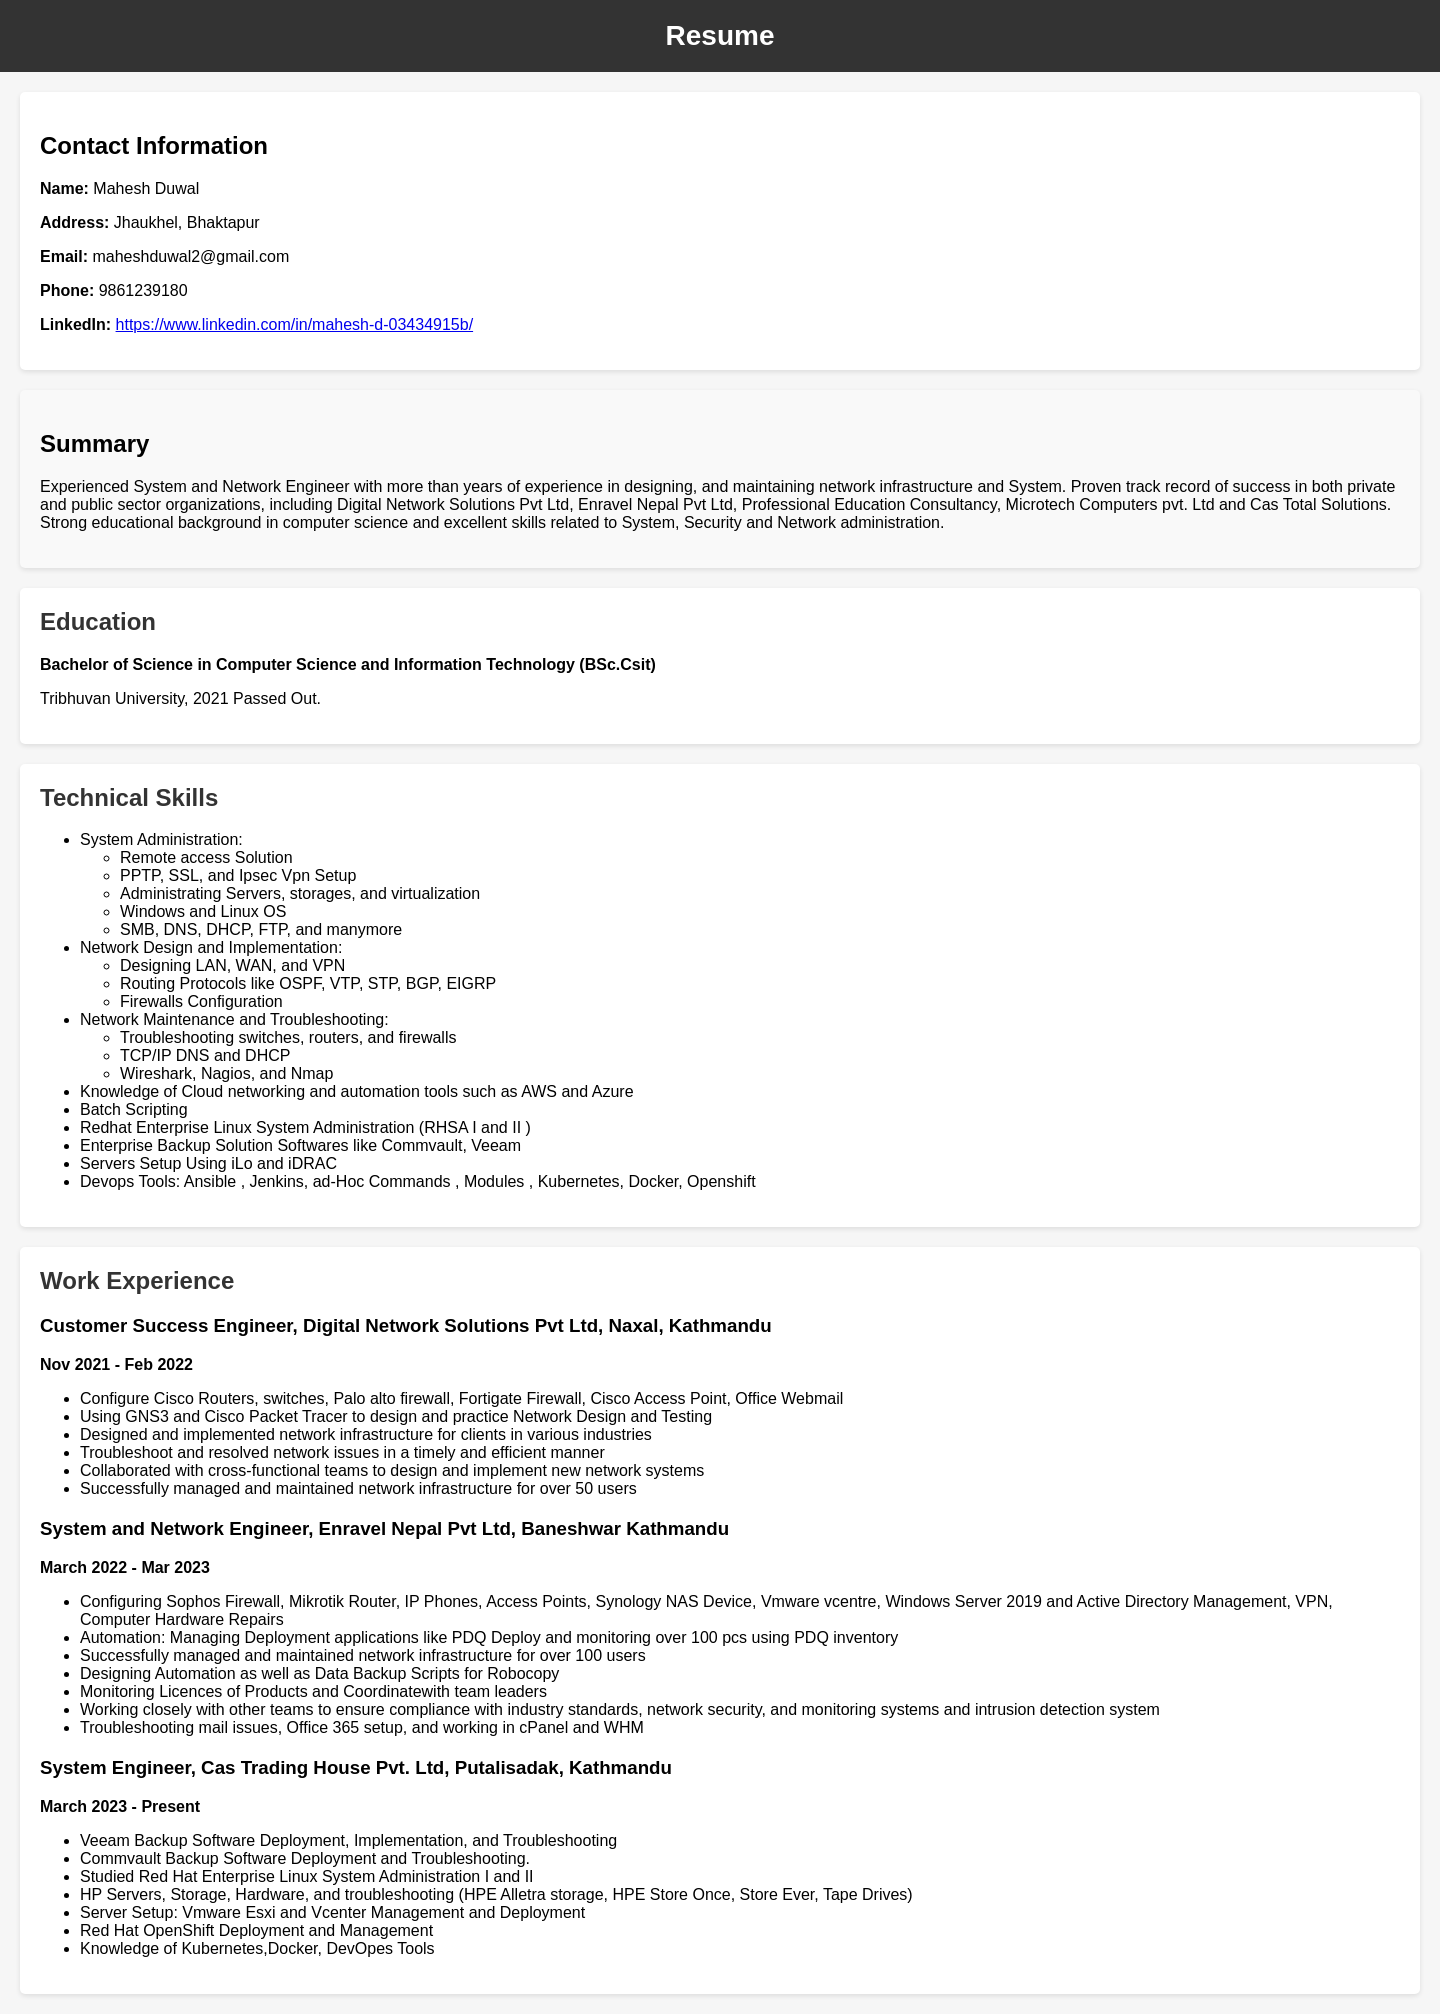 Resume
Contact Information
Name: Mahesh Duwal
Address: Jhaukhel, Bhaktapur
Email: maheshduwal2@gmail.com
Phone: 9861239180
LinkedIn: https://www.linkedin.com/in/mahesh-d-03434915b/
Summary
Experienced System and Network Engineer with more than years of experience in designing, and maintaining network infrastructure and System. Proven track record of success in both private
and public sector organizations, including Digital Network Solutions Pvt Ltd, Enravel Nepal Pvt Ltd, Professional Education Consultancy, Microtech Computers pvt. Ltd and Cas Total Solutions.
Strong educational background in computer science and excellent skills related to System, Security and Network administration.
Education
Bachelor of Science in Computer Science and Information Technology (BSc.Csit)
Tribhuvan University, 2021 Passed Out.
Technical Skills
System Administration:
Remote access Solution
PPTP, SSL, and Ipsec Vpn Setup
Administrating Servers, storages, and virtualization
Windows and Linux OS
SMB, DNS, DHCP, FTP, and manymore
Network Design and Implementation:
Designing LAN, WAN, and VPN
Routing Protocols like OSPF, VTP, STP, BGP, EIGRP
Firewalls Configuration
Network Maintenance and Troubleshooting:
Troubleshooting switches, routers, and firewalls
TCP/IP DNS and DHCP
Wireshark, Nagios, and Nmap
Knowledge of Cloud networking and automation tools such as AWS and Azure
Batch Scripting
Redhat Enterprise Linux System Administration (RHSA I and II )
Enterprise Backup Solution Softwares like Commvault, Veeam
Servers Setup Using iLo and iDRAC
Devops Tools: Ansible , Jenkins, ad-Hoc Commands , Modules , Kubernetes, Docker, Openshift
Work Experience
Customer Success Engineer, Digital Network Solutions Pvt Ltd, Naxal, Kathmandu
Nov 2021 - Feb 2022
Configure Cisco Routers, switches, Palo alto firewall, Fortigate Firewall, Cisco Access Point, Office Webmail
Using GNS3 and Cisco Packet Tracer to design and practice Network Design and Testing
Designed and implemented network infrastructure for clients in various industries
Troubleshoot and resolved network issues in a timely and efficient manner
Collaborated with cross-functional teams to design and implement new network systems
Successfully managed and maintained network infrastructure for over 50 users
System and Network Engineer, Enravel Nepal Pvt Ltd, Baneshwar Kathmandu
March 2022 - Mar 2023
Configuring Sophos Firewall, Mikrotik Router, IP Phones, Access Points, Synology NAS Device, Vmware vcentre, Windows Server 2019 and Active Directory Management, VPN,
Computer Hardware Repairs
Automation: Managing Deployment applications like PDQ Deploy and monitoring over 100 pcs using PDQ inventory
Successfully managed and maintained network infrastructure for over 100 users
Designing Automation as well as Data Backup Scripts for Robocopy
Monitoring Licences of Products and Coordinatewith team leaders
Working closely with other teams to ensure compliance with industry standards, network security, and monitoring systems and intrusion detection system
Troubleshooting mail issues, Office 365 setup, and working in cPanel and WHM
System Engineer, Cas Trading House Pvt. Ltd, Putalisadak, Kathmandu
March 2023 - Present
Veeam Backup Software Deployment, Implementation, and Troubleshooting
Commvault Backup Software Deployment and Troubleshooting.
Studied Red Hat Enterprise Linux System Administration I and II
HP Servers, Storage, Hardware, and troubleshooting (HPE Alletra storage, HPE Store Once, Store Ever, Tape Drives)
Server Setup: Vmware Esxi and Vcenter Management and Deployment
Red Hat OpenShift Deployment and Management
Knowledge of Kubernetes,Docker, DevOpes Tools